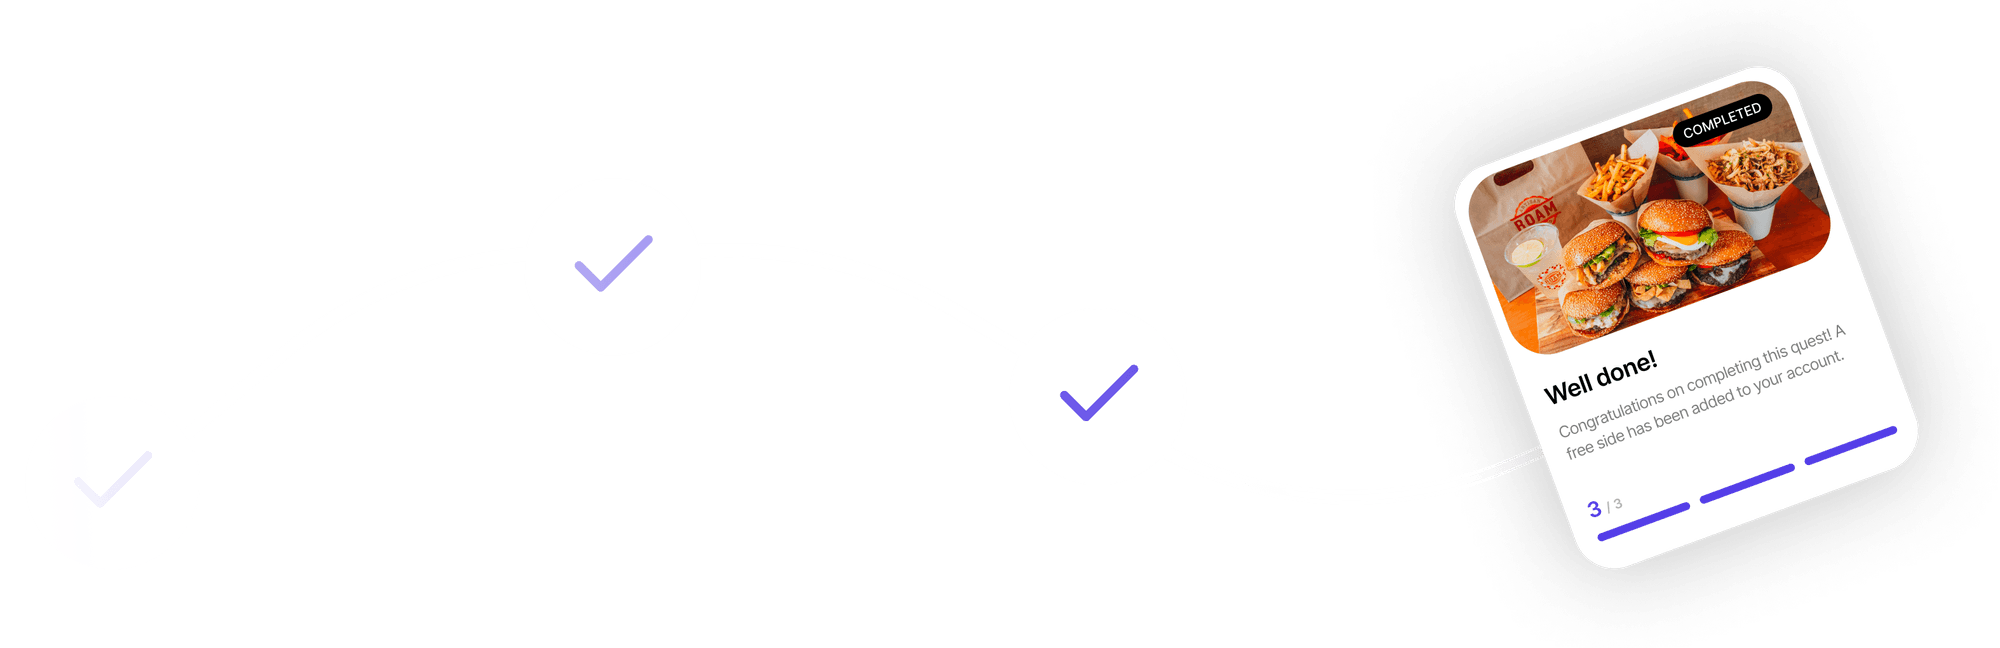 COMPLETED
ARTISAN
ROAM
Well done!
Congratulations on completing this quest! A
free side has been added to your account.
3 / 3